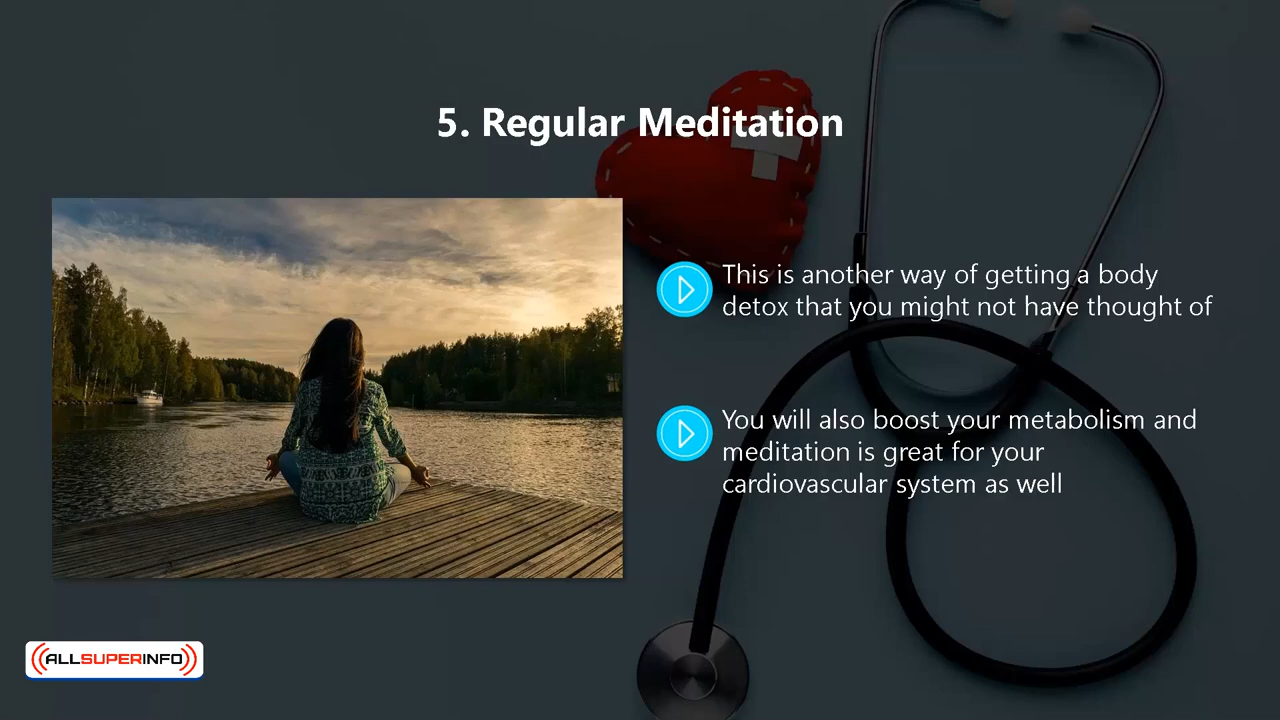 5. Regular Meditation
This is another way of getting a body
detox that you might not have thought of
You will also boost your metabolism and
meditation is great for your
cardiovascular system as well
ALLSUPERINFO